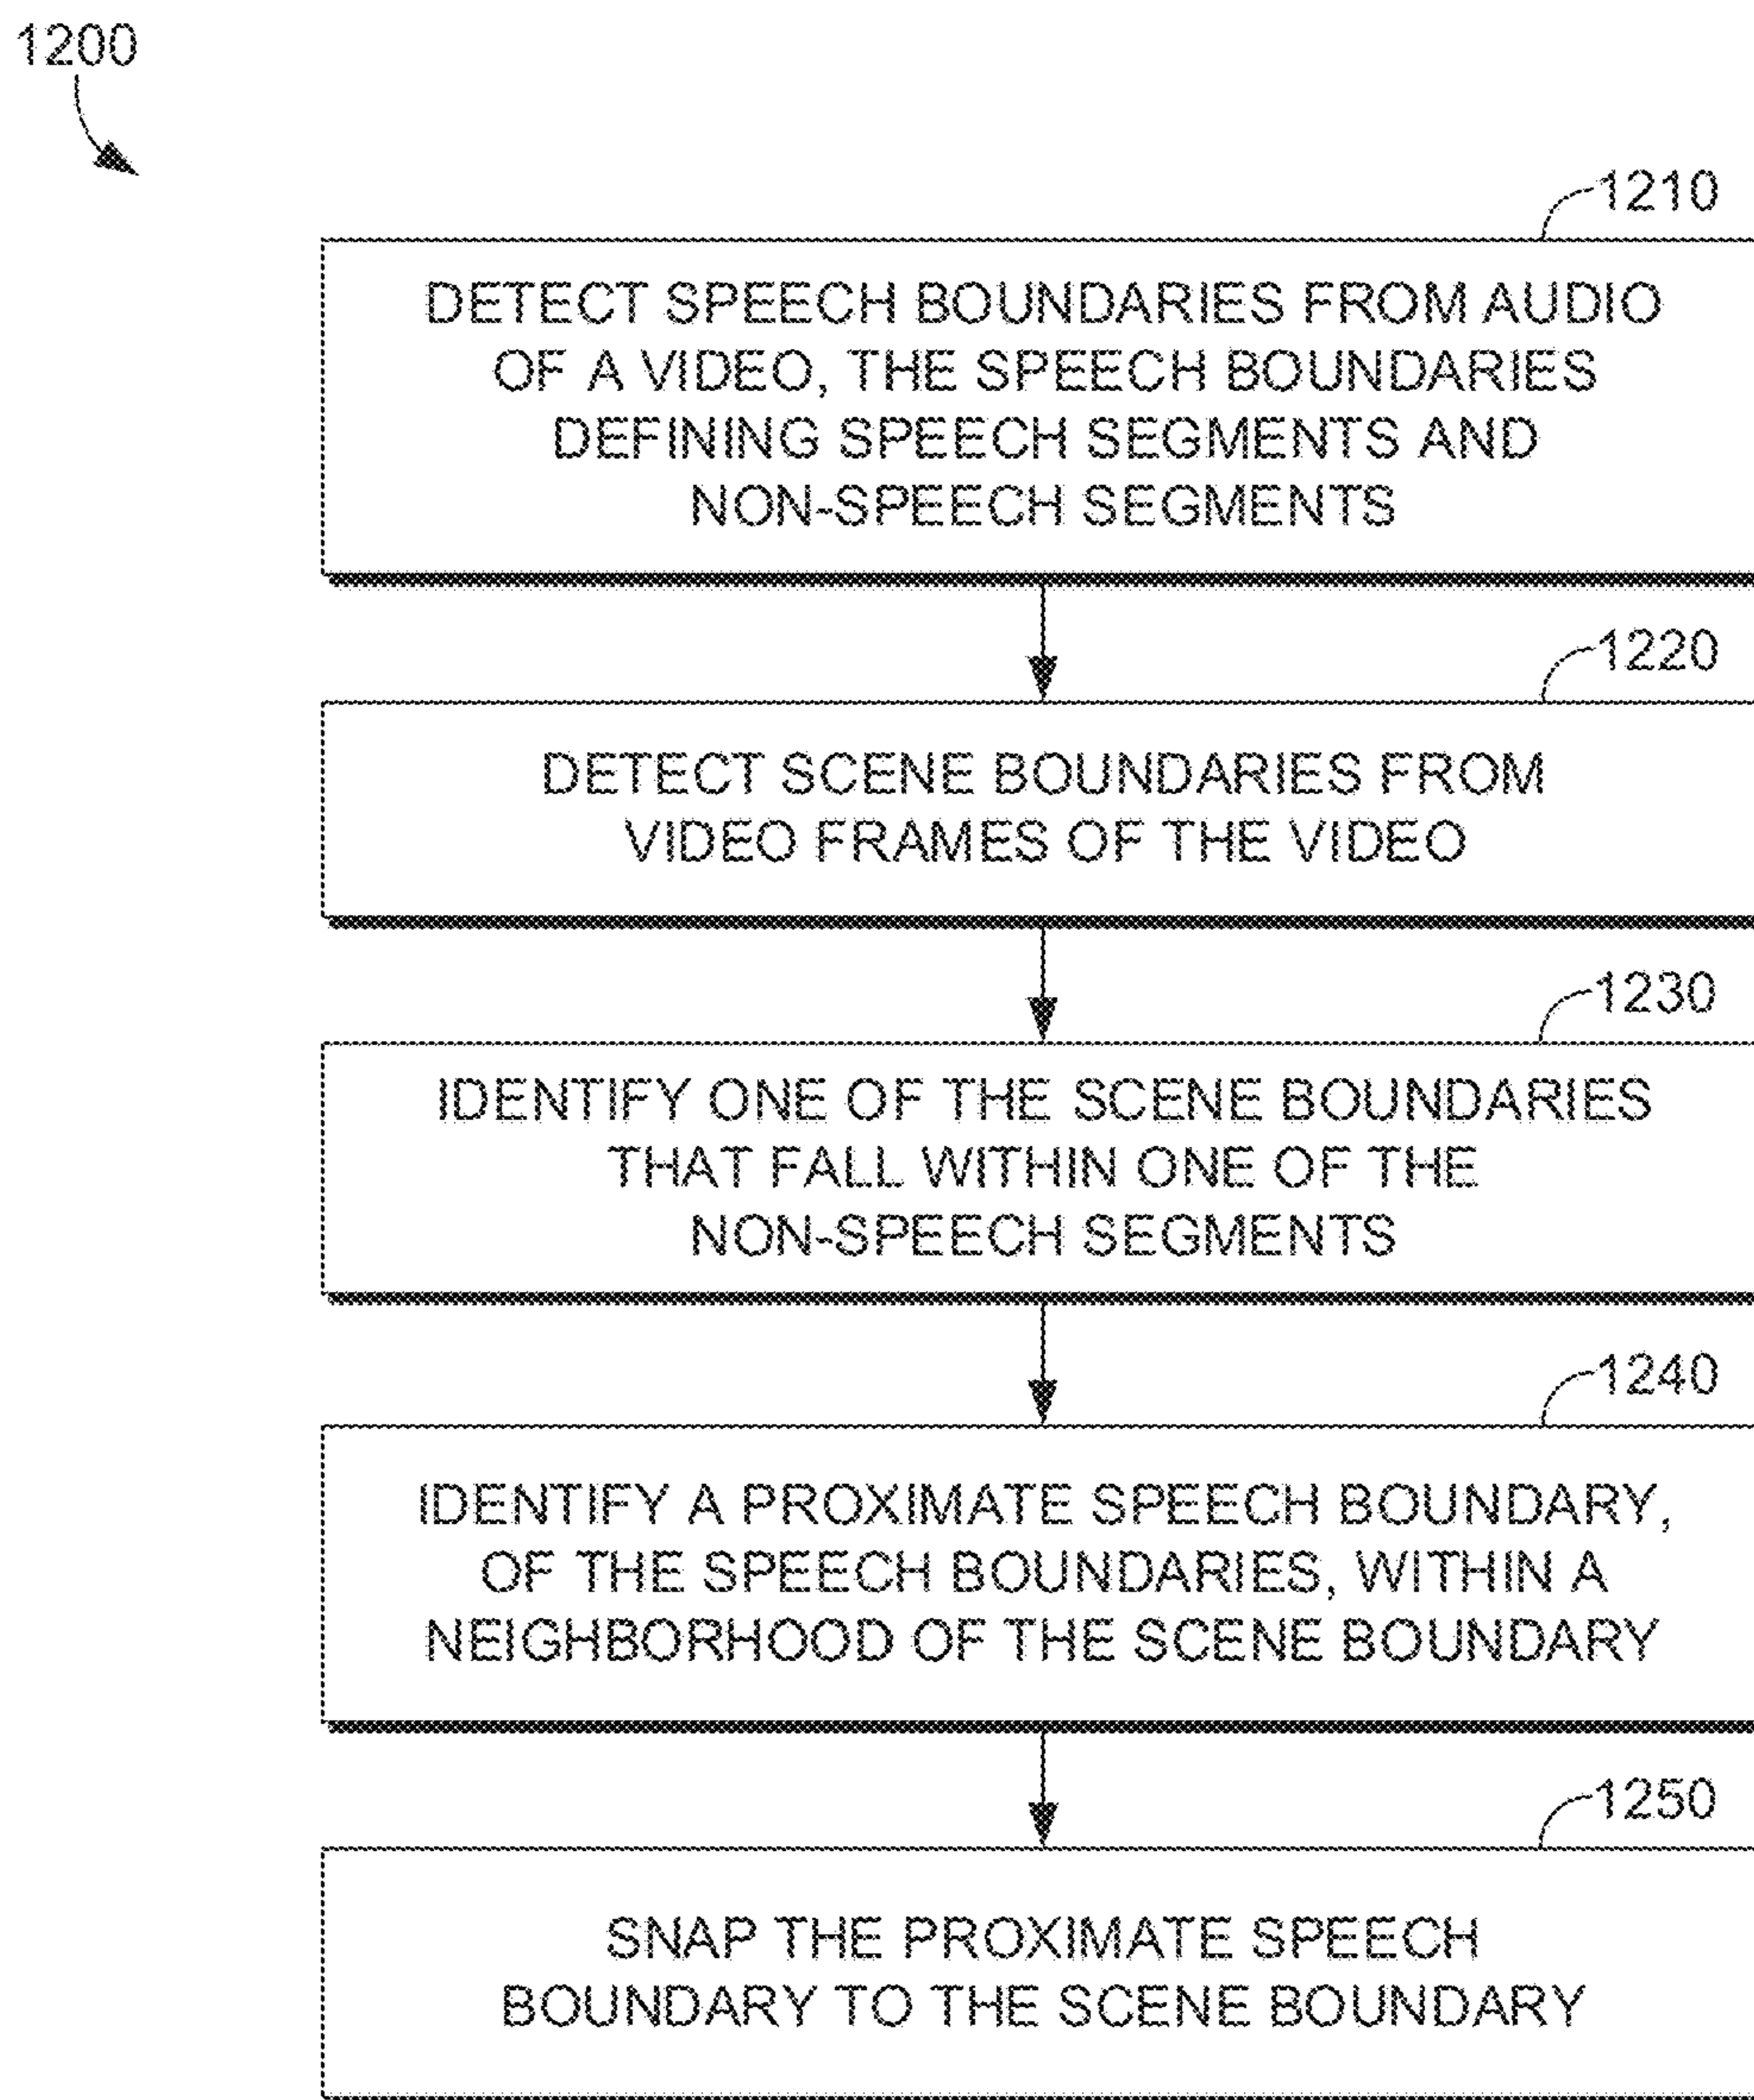 1200
1210
DETECT SPEECH BOUNDARIES FROM AUDIO
OF A VIDEO, THE SPEECH BOUNDARIES
DEFINING SPEECH SEGMENTS AND
NON-SPEECH SEGMENTS
1220
DETECT SCENE BOUNDARIES FROM
VIDEO FRAMES OF THE VIDEO
1230
IDENTIFY ONE OF THE SCENE BOUNDARIES
THAT FALL WITHIN ONE OF THE
NON-SPEECH SEGMENTS
1240
IDENTIFY A PROXIMATE SPEECH BOUNDARY,
OF THE SPEECH BOUNDARIES, WITHIN A
NEIGHBORHOOD OF THE SCENE BOUNDARY
1250
SNAP THE PROXIMATE SPEECH
BOUNDARY TO THE SCENE BOUNDARY